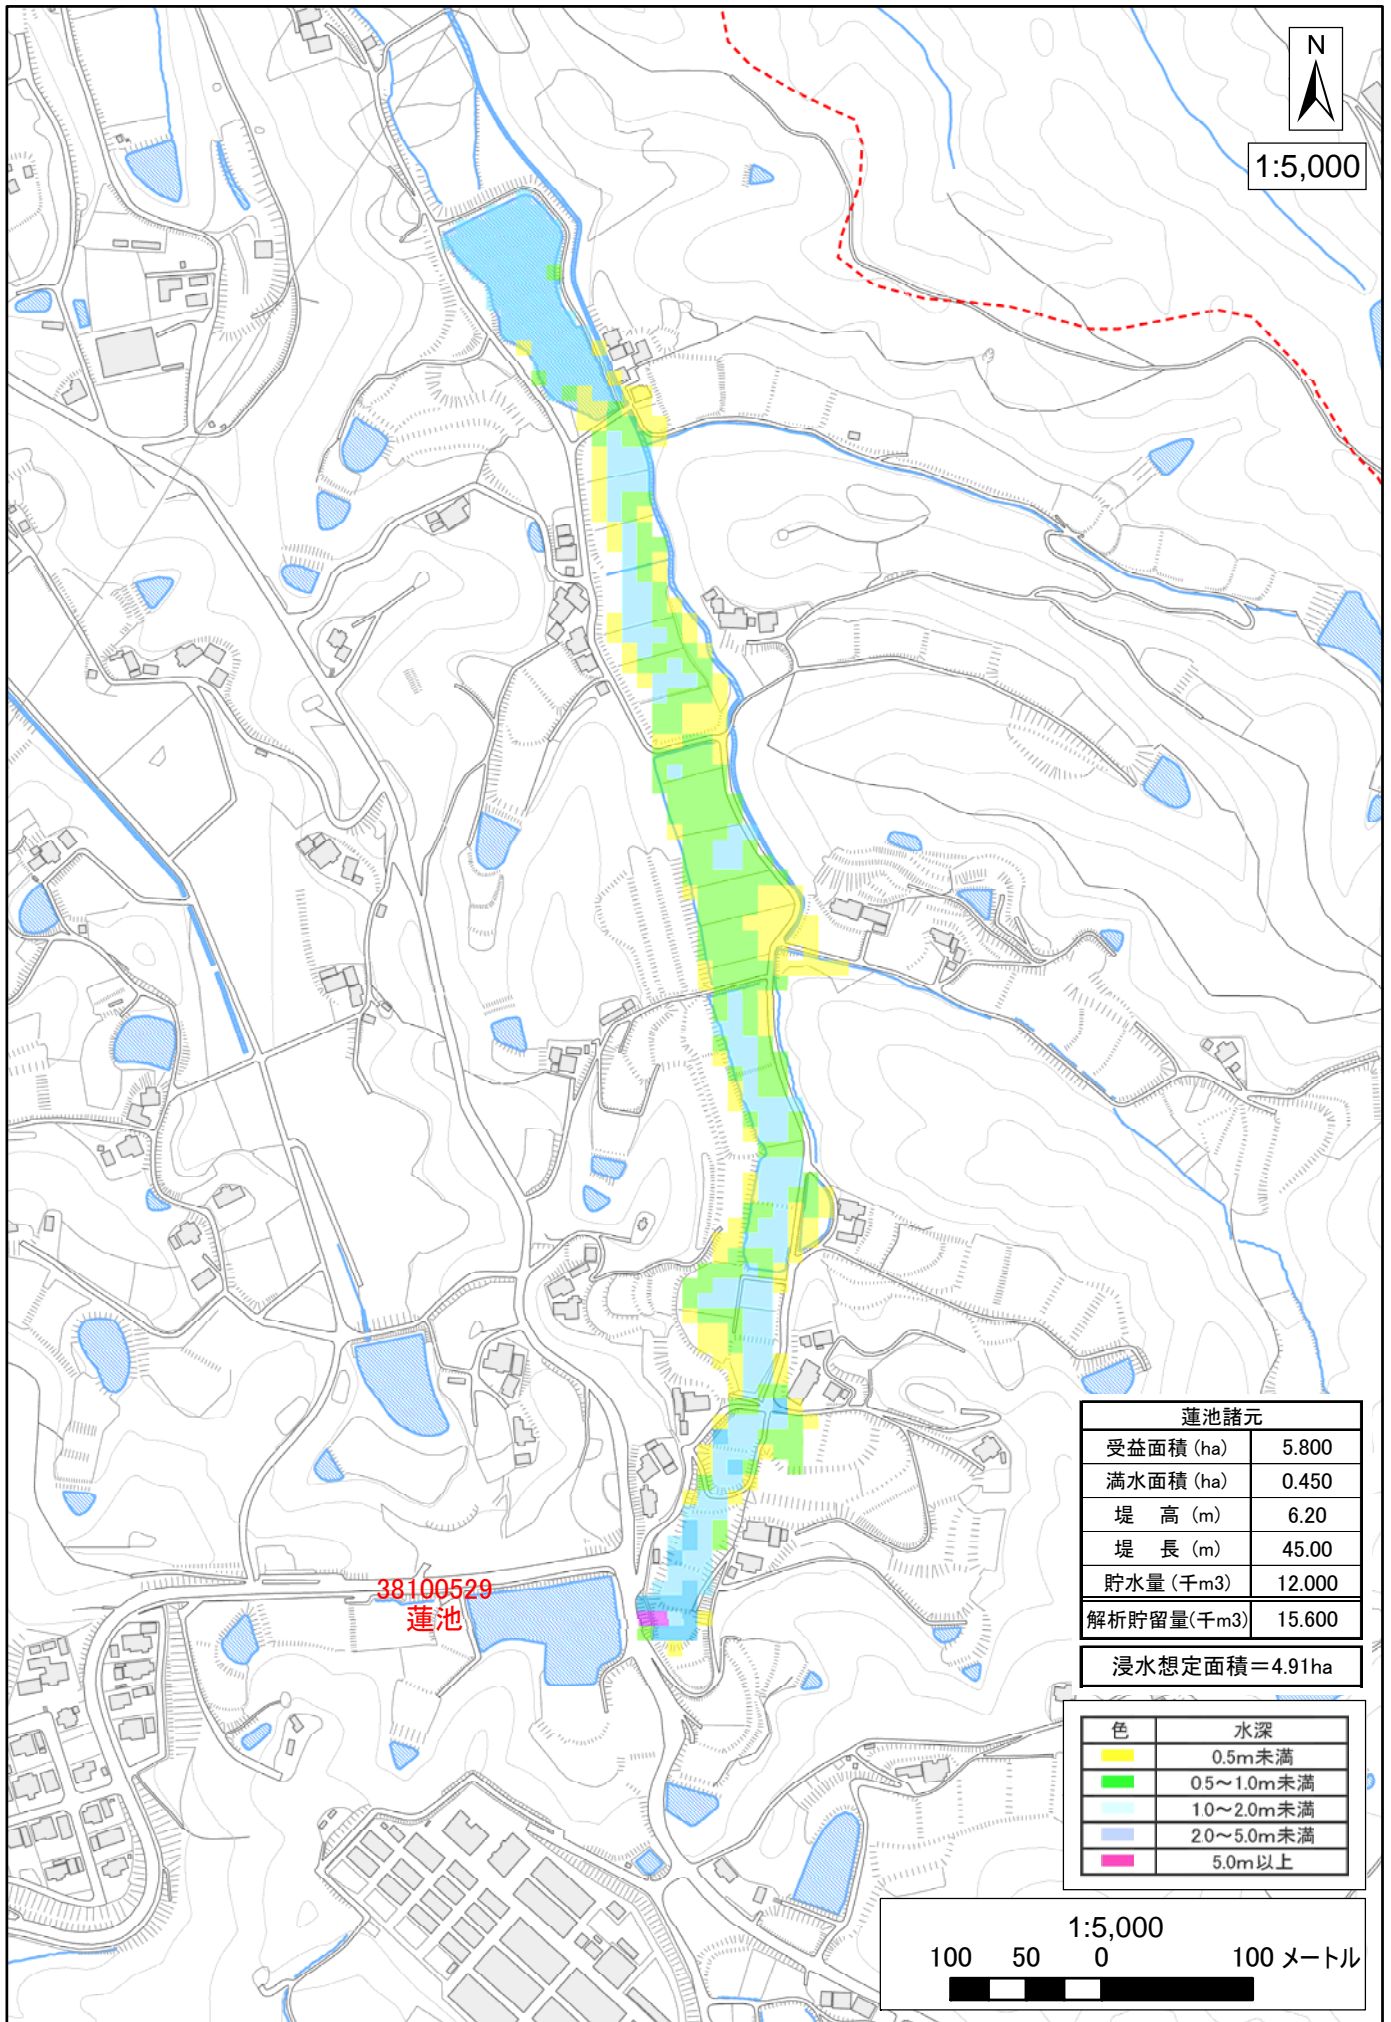 N
1:5,000
38100529
蓮池
蓮池諸元
受益面積 (ha) 5.800
満水面積 (ha) 0.450
堤　高 (m) 6.20
堤　長 (m) 45.00
貯水量 (千m3) 12.000
解析貯留量(千m3) 15.600
浸水想定面積＝4.91ha
色 水深
0.5m未満
0.5～1.0m未満
1.0～2.0m未満
2.0～5.0m未満
5.0m以上
1:5,000
100 50 0 100 メートル